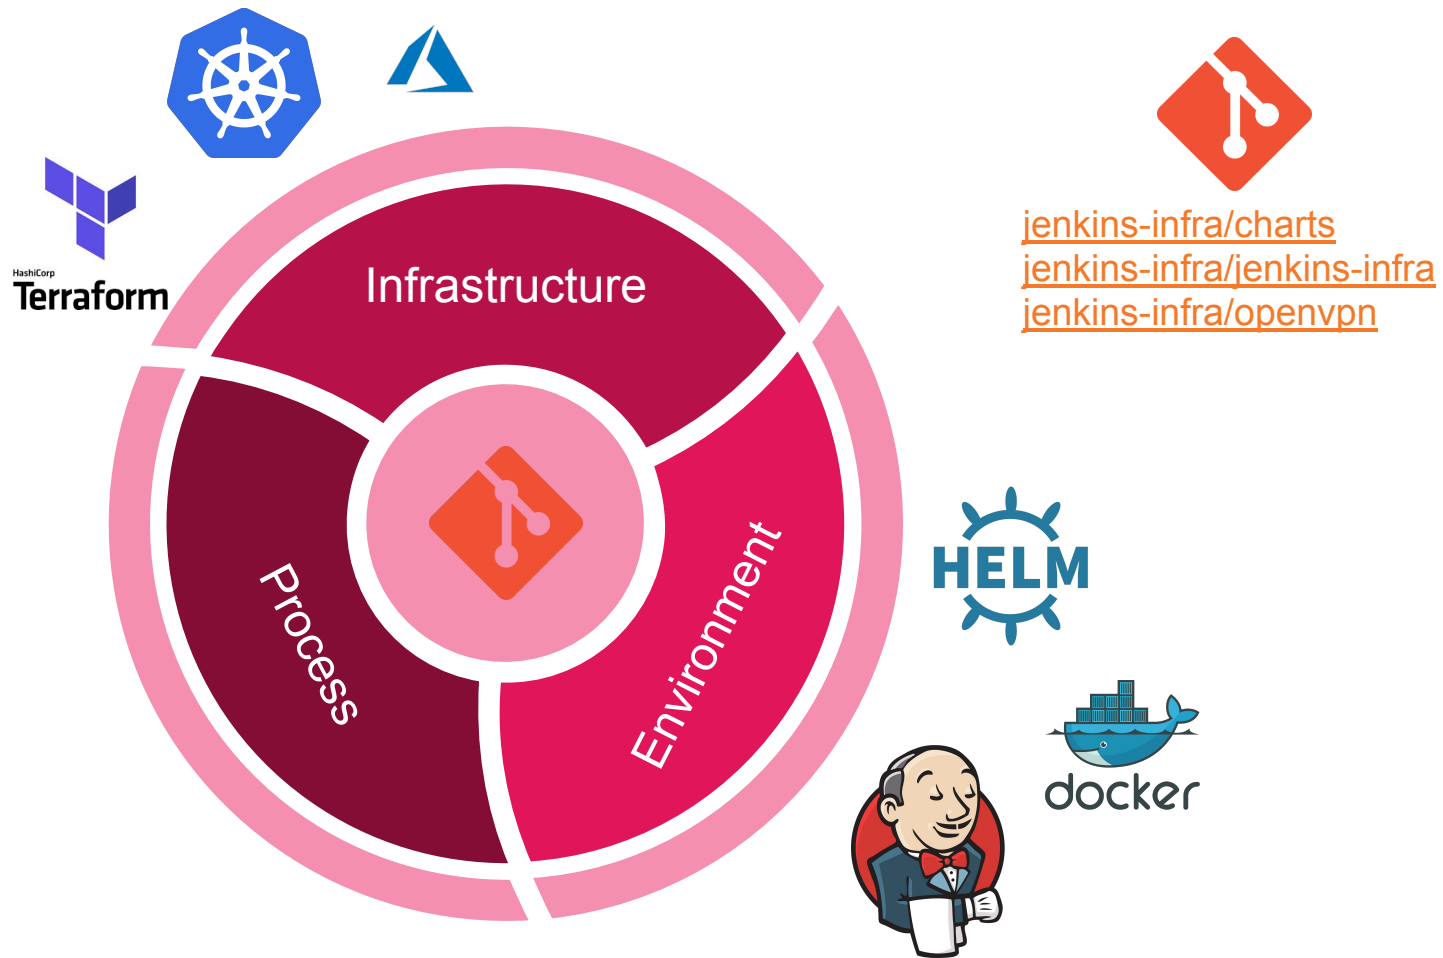 HashiCorp
Terraform
Infrastructure
Process
Environment
jenkins-infra/charts
jenkins-infra/jenkins-infra
jenkins-infra/openvpn
HELM
docker